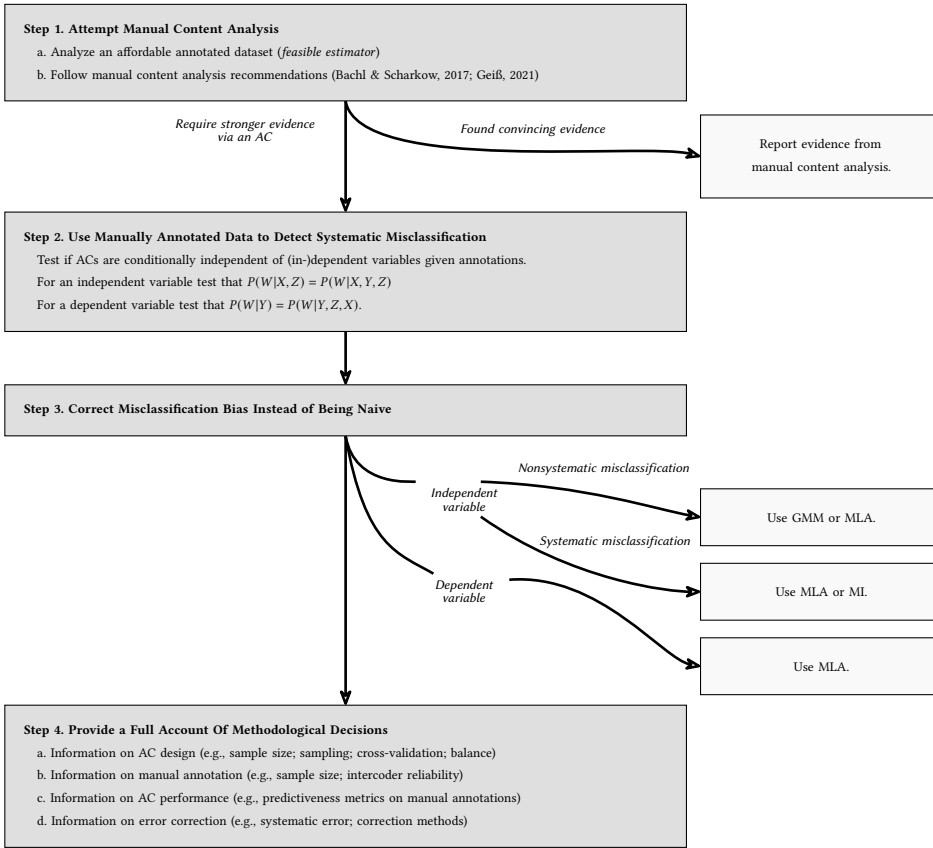 Step 1. Attempt Manual Content Analysis
a. Analyze an affordable annotated dataset (feasible estimator)
b. Follow manual content analysis recommendations (Bachl & Scharkow, 2017; Geiß, 2021)
Require stronger evidence
via an AC
Found convincing evidence
Report evidence from
manual content analysis.
Step 2. Use Manually Annotated Data to Detect Systematic Misclassification
Test if ACs are conditionally independent of (in-)dependent variables given annotations.
For an independent variable test that P(W|X, Z) = P(W|X, Y, Z)
For a dependent variable test that P(W|Y) = P(W|Y, Z, X).
Step 3. Correct Misclassification Bias Instead of Being Naive
Nonsystematic misclassification
Independent
variable
Use GMM or MLA.
Systematic misclassification
Dependent
variable
Use MLA or MI.
Use MLA.
Step 4. Provide a Full Account Of Methodological Decisions
a. Information on AC design (e.g., sample size; sampling; cross-validation; balance)
b. Information on manual annotation (e.g., sample size; intercoder reliability)
c. Information on AC performance (e.g., predictiveness metrics on manual annotations)
d. Information on error correction (e.g., systematic error; correction methods)